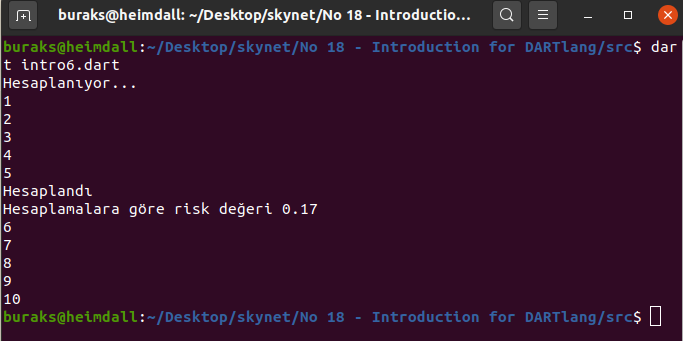 buraks@heimdall: ~/Desktop/skynet/No 18 - Introductio...
buraks@heimdall:~/Desktop/skynet/No 18 - Introduction for DARTlang/src$ dar
t intro6.dart
Hesaplanıyor...
1
2
3
4
5
Hesaplandı
Hesaplamalara göre risk değeri 0.17
6
7
8
9
10
buraks@heimdall:~/Desktop/skynet/No 18 - Introduction for DARTlang/src$